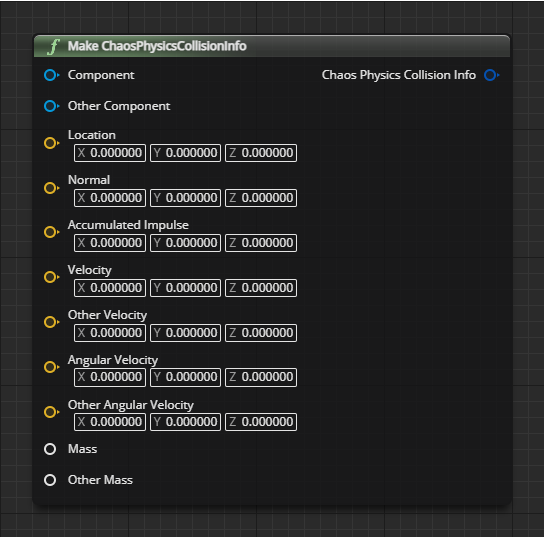 f Make ChaosPhysicsCollisionInfo
Component Chaos Physics Collision Info
Other Component
Location
X 0.000000 Y 0.000000 Z 0.000000
Normal
X 0.000000 Y 0.000000 Z 0.000000
Accumulated Impulse
X 0.000000 Y 0.000000 Z 0.000000
Velocity
X 0.000000 Y 0.000000 Z 0.000000
Other Velocity
X 0.000000 Y 0.000000 Z 0.000000
Angular Velocity
X 0.000000 Y 0.000000 Z 0.000000
Other Angular Velocity
X 0.000000 Y 0.000000 Z 0.000000
Mass
Other Mass